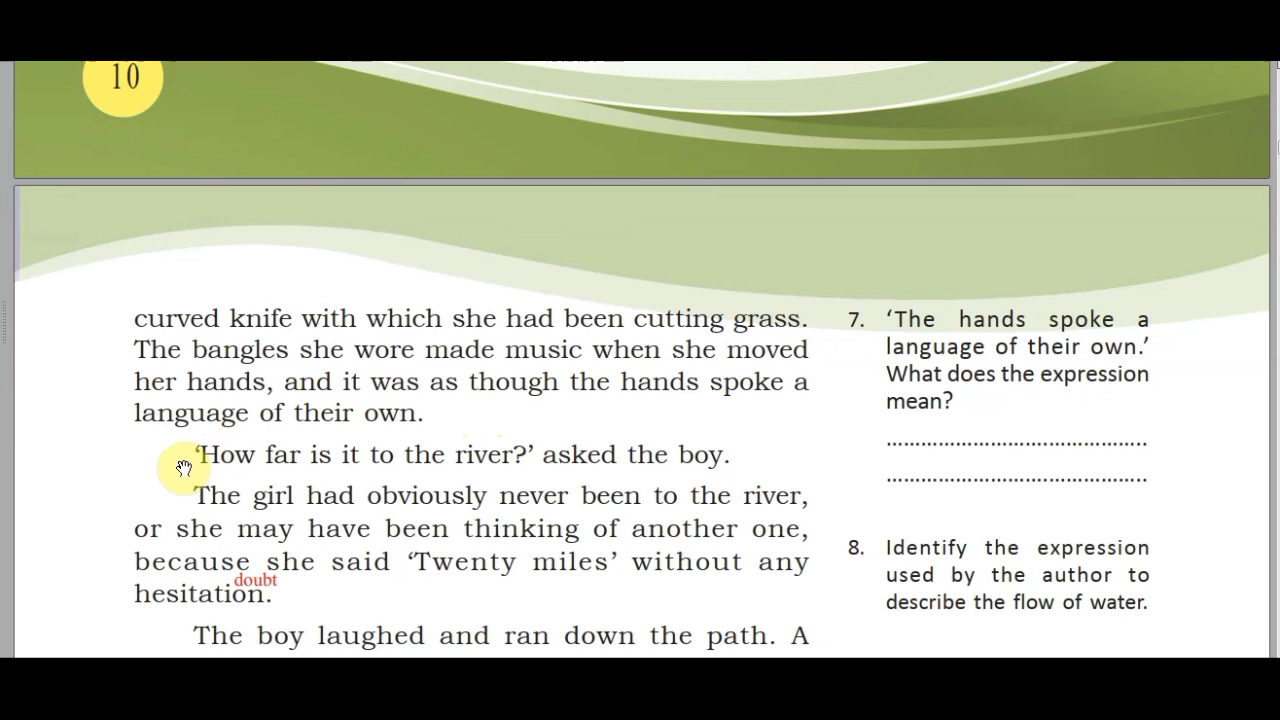 10
curved knife with which she had been cutting grass.
The bangles she wore made music when she moved
her hands, and it was as though the hands spoke a
language of their own.
‘How far is it to the river?’ asked the boy.
The girl had obviously never been to the river,
or she may have been thinking of another one,
because she said ‘Twenty miles’ without any
doubt
hesitation.
The boy laughed and ran down the path. A
7. ‘The hands spoke a
language of their own.’
What does the expression
mean?
............................................
............................................
8. Identify the expression
used by the author to
describe the flow of water.